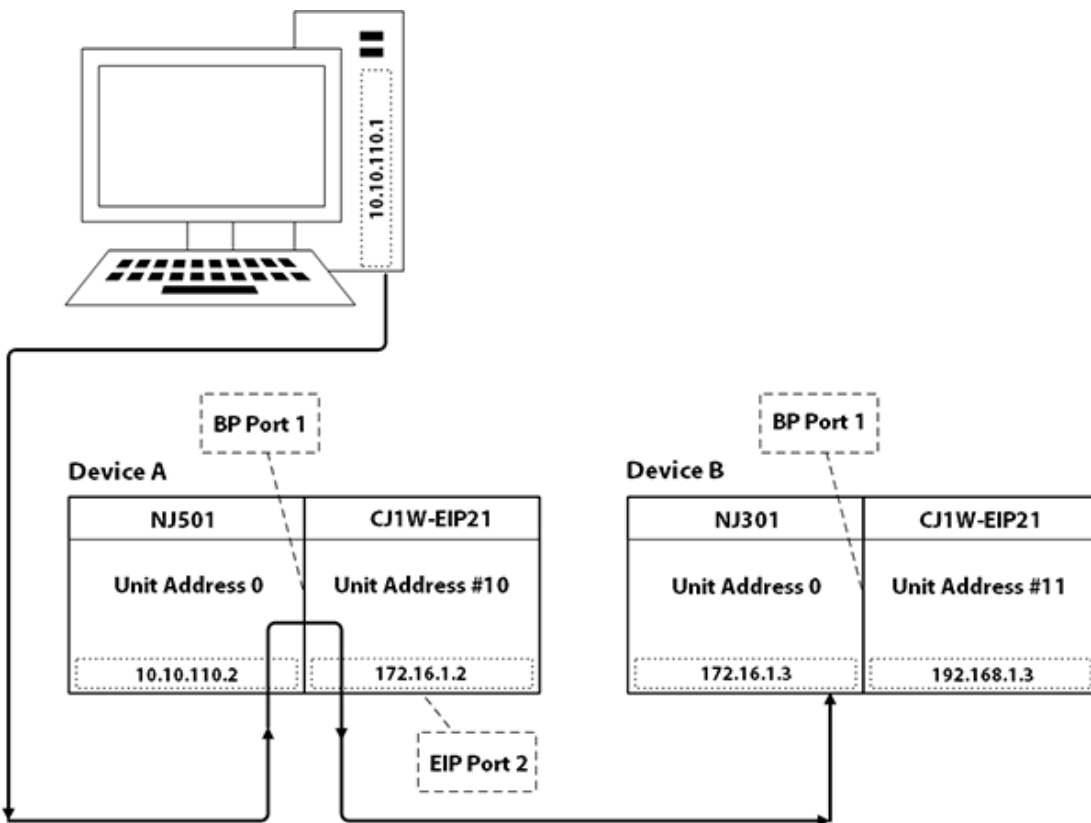 10.10.110.1
BP Port 1
BP Port 1
Device A
Device B
NJ501
CJ1W-EIP21
NJ301
CJ1W-EIP21
Unit Address 0
Unit Address #10
Unit Address 0
Unit Address #11
10.10.110.2
172.16.1.2
172.16.1.3
192.168.1.3
EIP Port 2